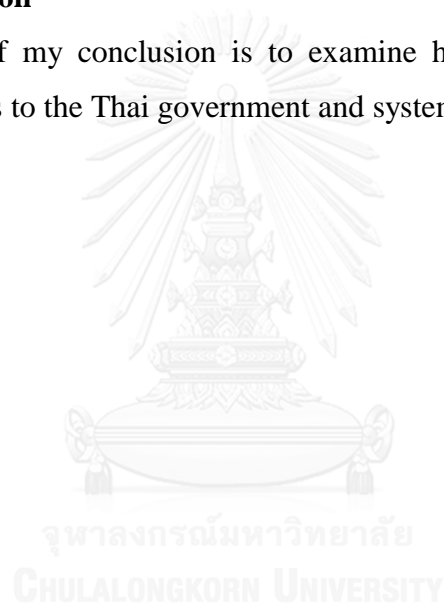 on
f my conclusion is to examine h
s to the Thai government and system
จุฬาลงกรณ์มหาวิทยาลัย
CHULALONGKORN UNIVERSITY